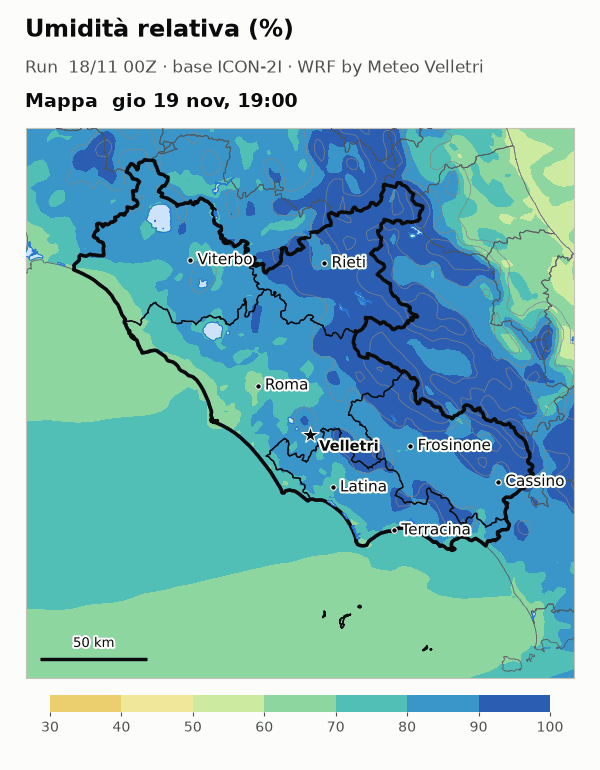 Umidità relativa (%)
Run 18/11 00Z · base ICON-2I · WRF by Meteo Velletri
Mappa gio 19 nov, 19:00
Viterbo
Rieti
Roma
Velletri
Frosinone
Cassino
Latina
Terracina
50 km
30 40 50 60 70 80 90 100